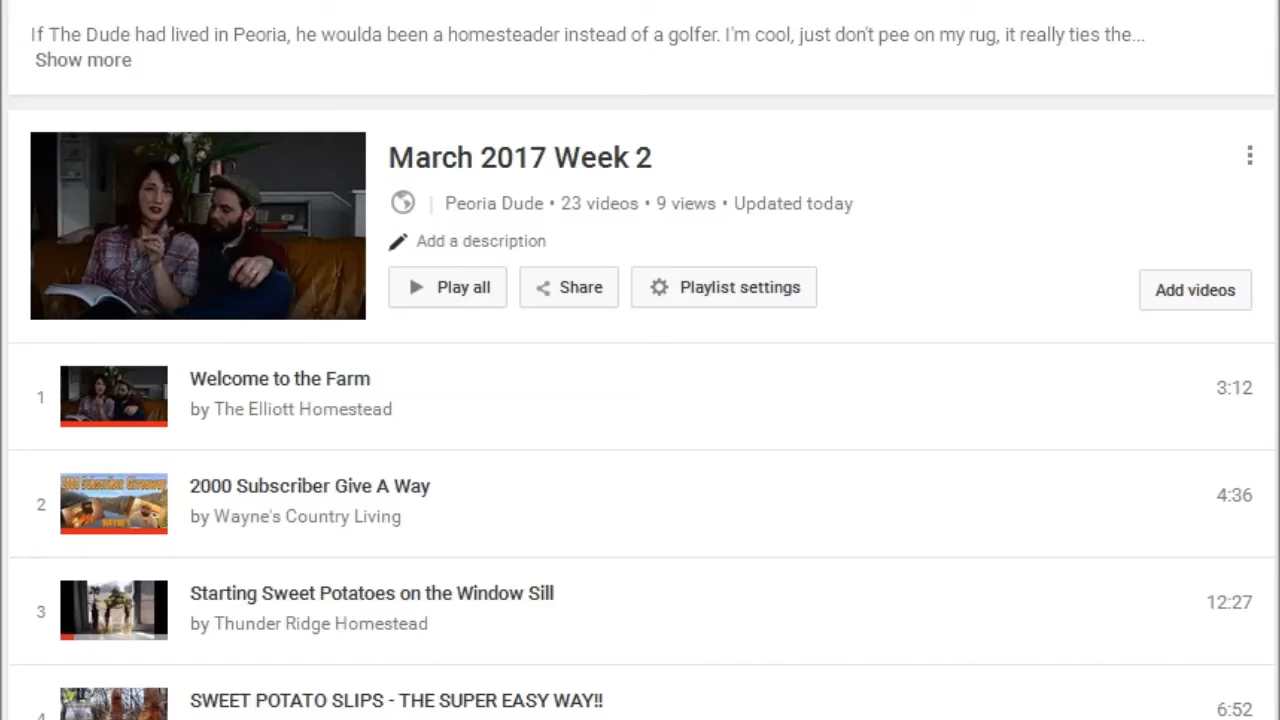 If The Dude had lived in Peoria, he woulda been a homesteader instead of a golfer. I'm cool, just don't pee on my rug, it really ties the...
Show more
March 2017 Week 2
Peoria Dude • 23 videos • 9 views • Updated today
Add a description
Play all
Share
Playlist settings
Add videos
1
Welcome to the Farm
3:12
by The Elliott Homestead
2000 Subscriber Giveaway
2
2000 Subscriber Give A Way
4:36
by Wayne's Country Living
3
Starting Sweet Potatoes on the Window Sill
12:27
by Thunder Ridge Homestead
4
SWEET POTATO SLIPS - THE SUPER EASY WAY!!
6:52